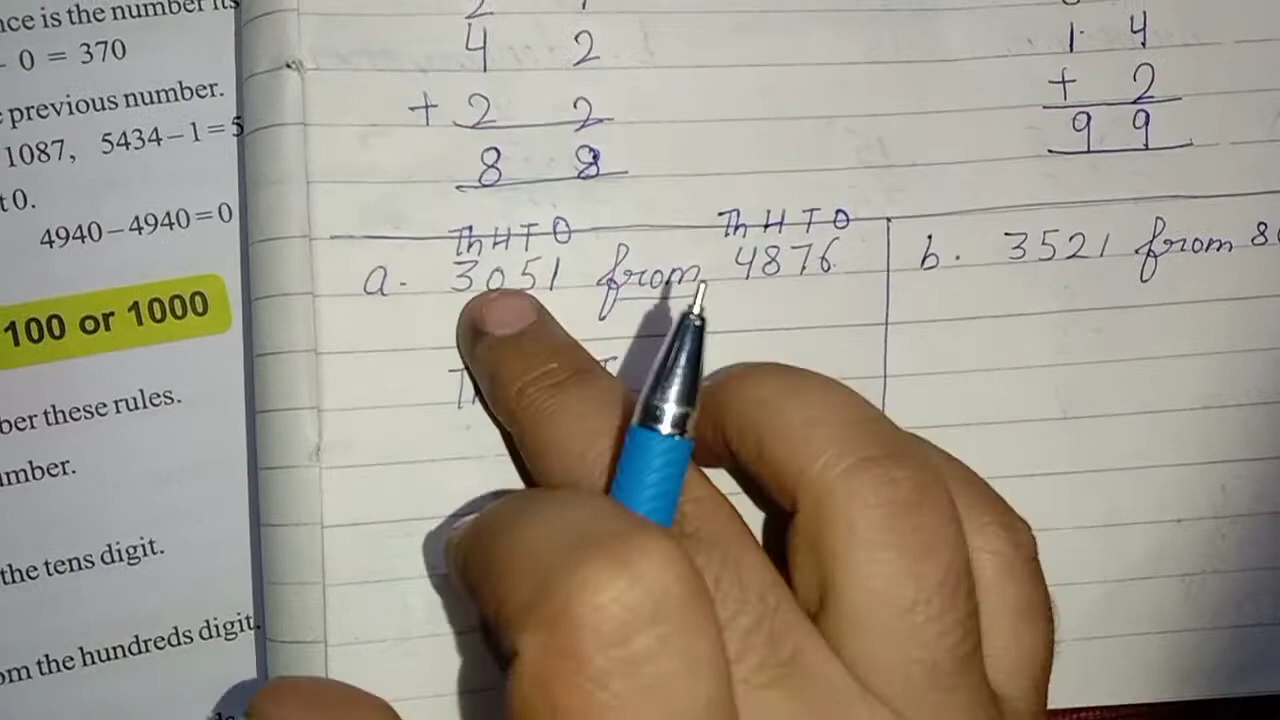 nce is the number its
- 0 = 370
previous number.
1087, 5434-1=5
t 0.
4940-4940=0
100 or 1000
ber these rules.
mber.
the tens digit.
om the hundreds digit.
4 2
+ 2 2
8 8
1 4
+ 2
9 9
Th H T O Th H T O
a. 3051 from 4876
b. 3521 from 8